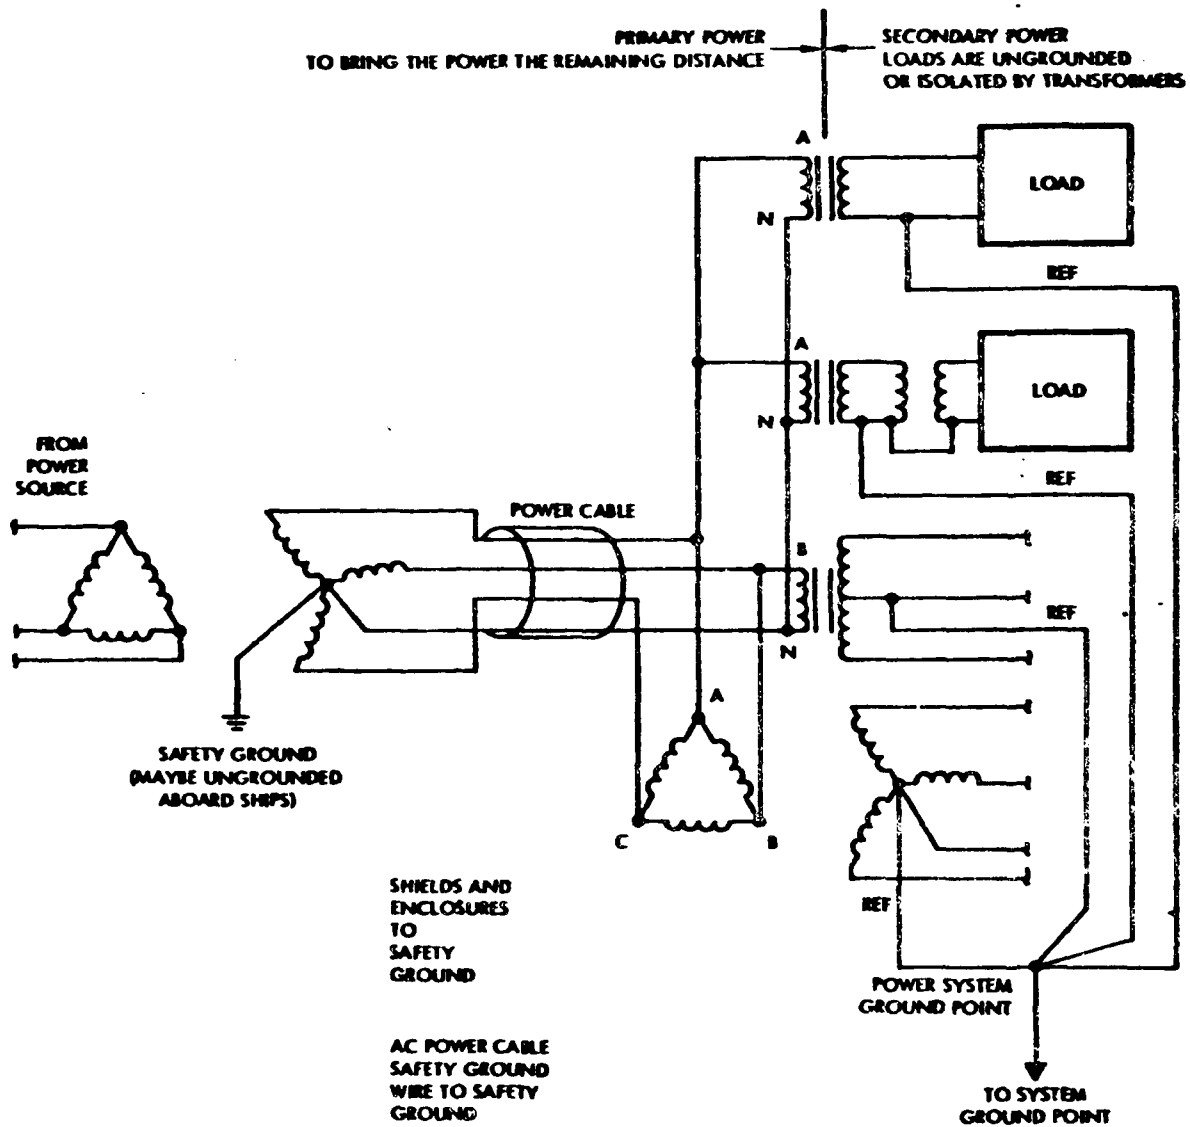 PRIMARY POWER
TO BRING THE POWER THE REMAINING DISTANCE
SECONDARY POWER
LOADS ARE UNGROUNDED
OR ISOLATED BY TRANSFORMERS
A
LOAD
N
REF
A
LOAD
N
REF
FROM
POWER
SOURCE
POWER CABLE
B
REF
N
A
SAFETY GROUND
(MAYBE UNGROUNDED
ABOARD SHIPS)
C
B
REF
SHIELDS AND
ENCLOSURES
TO
SAFETY
GROUND
POWER SYSTEM
GROUND POINT
AC POWER CABLE
SAFETY GROUND
WIRE TO SAFETY
GROUND
TO SYSTEM
GROUND POINT